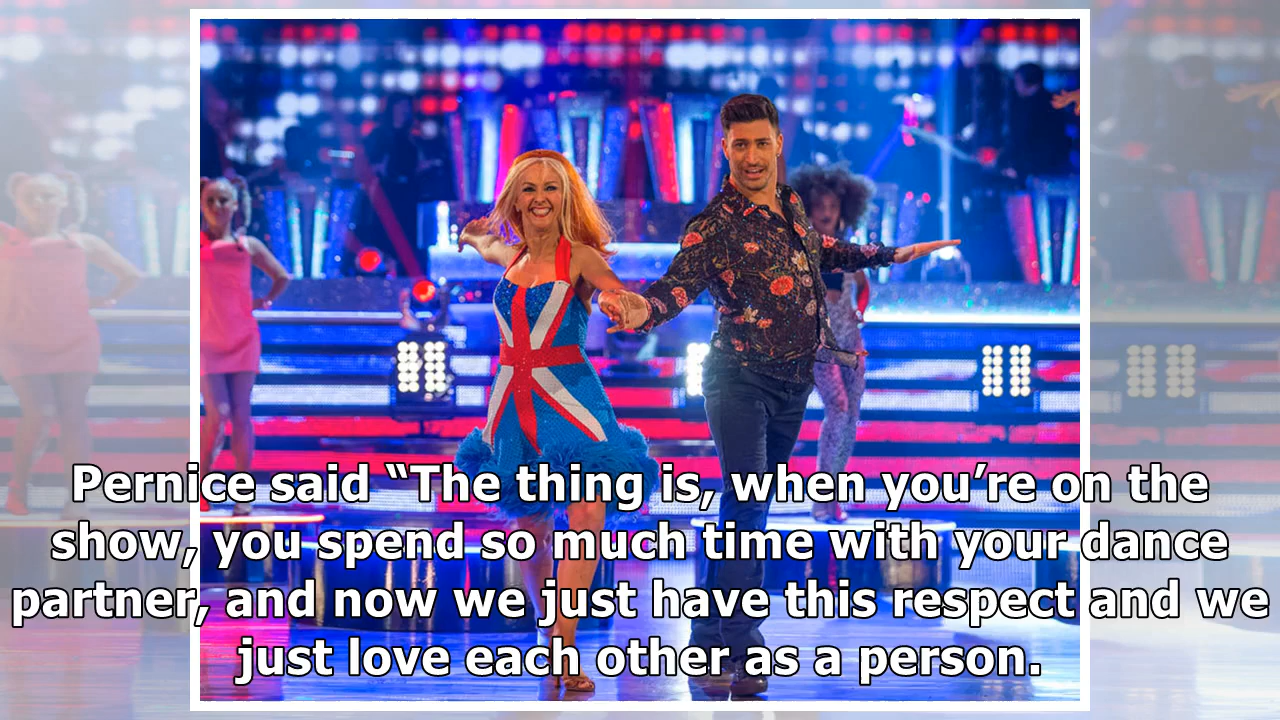 Pernice said “The thing is, when you’re on the
show, you spend so much time with your dance
partner, and now we just have this respect and we
just love each other as a person.